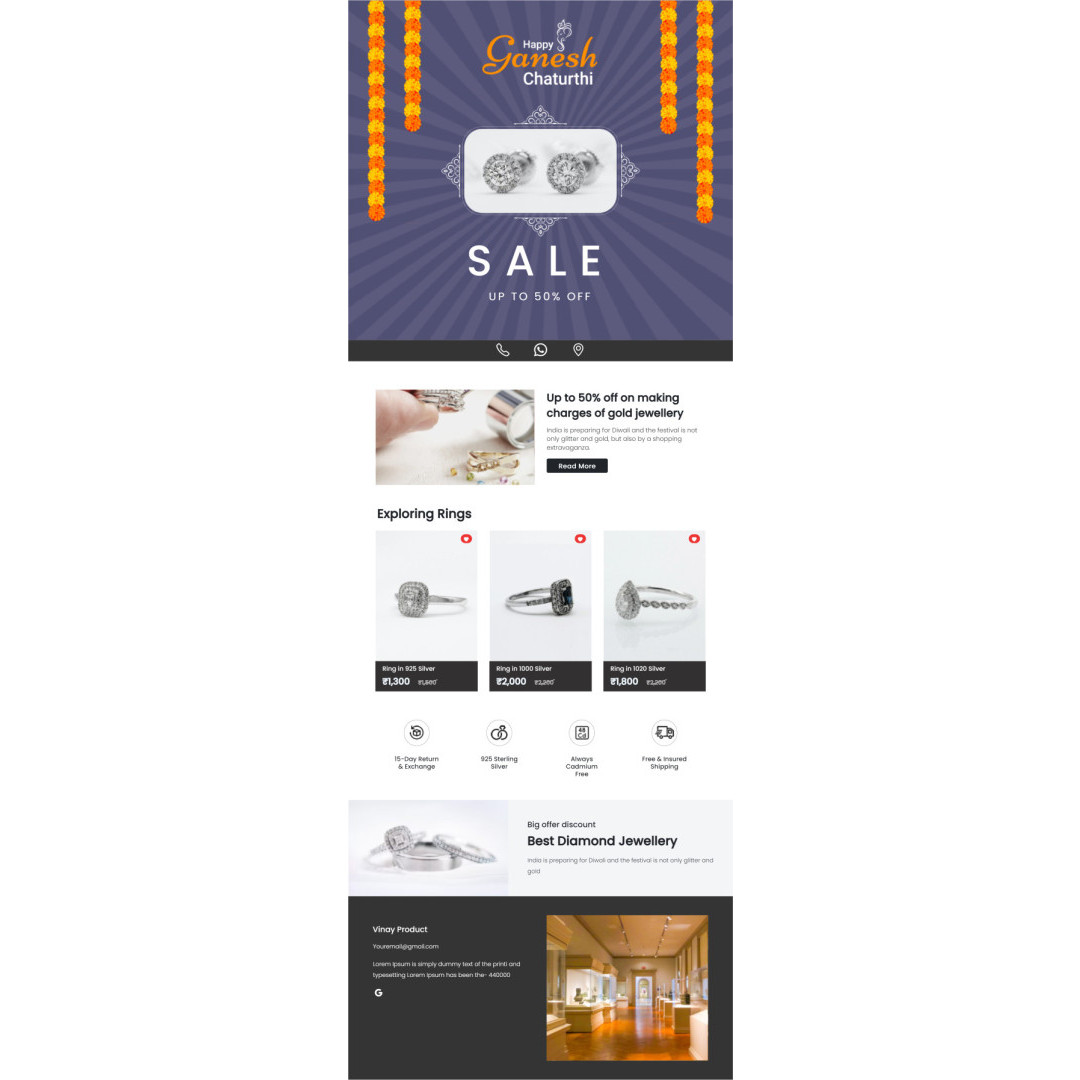 Happy
Ganesh
Chaturthi
SALE
UP TO 50% OFF
Up to 50% off on making
charges of gold jewellery
India is preparing for Diwali and the festival is not
only glitter and gold, but also by a shopping
extravaganza.
Read More
Exploring Rings
Ring in 925 Silver
₹1,300
Ring in 1000 Silver
₹2,000
Ring in 1020 Silver
₹1,800
15-Day Return
& Exchange
925 Sterling
Silver
48
Cd
Always
Cadmium
Free
Free & Insured
Shipping
Big offer discount
Best Diamond Jewellery
India is preparing for Diwali and the festival is not only glitter and
gold
Vinay Product
Youremail@gmail.com
Lorem Ipsum is simply dummy text of the printi and
typesetting Lorem Ipsum has been the- 440000
G